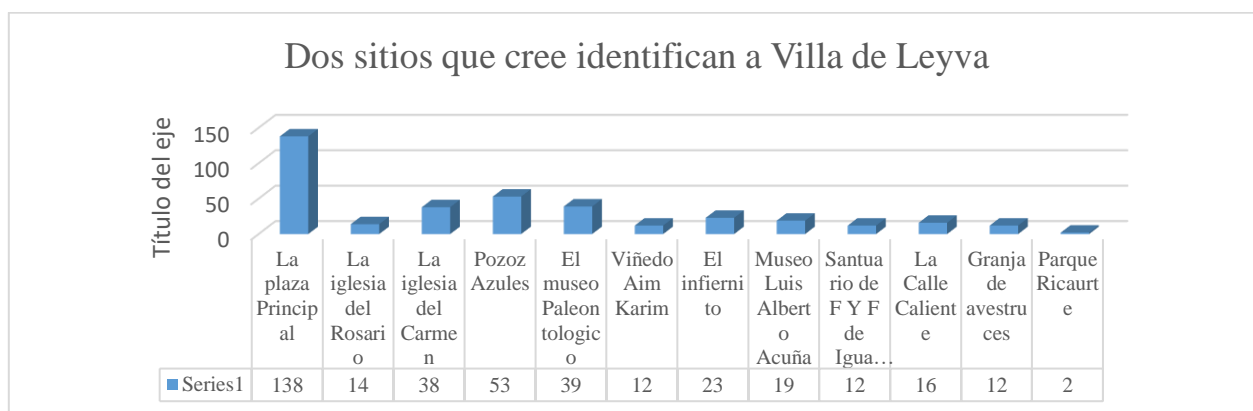 Dos sitios que cree identifican a Villa de Leyva
Título del eje
150
100
50
0
La
plaza
Princip
al
La
iglesia
del
Rosari
o
La
iglesia
del
Carme
n
Pozoz
Azules
El
museo
Paleon
tologic
o
Viñedo
Aim
Karim
El
infierni
to
Museo
Luis
Albert
o
Acuña
Santua
rio de
F Y F
de
Igua…
La
Calle
Calient
e
Granja
de
avestru
ces
Parque
Ricaurt
e
Series1 138 14 38 53 39 12 23 19 12 16 12 2